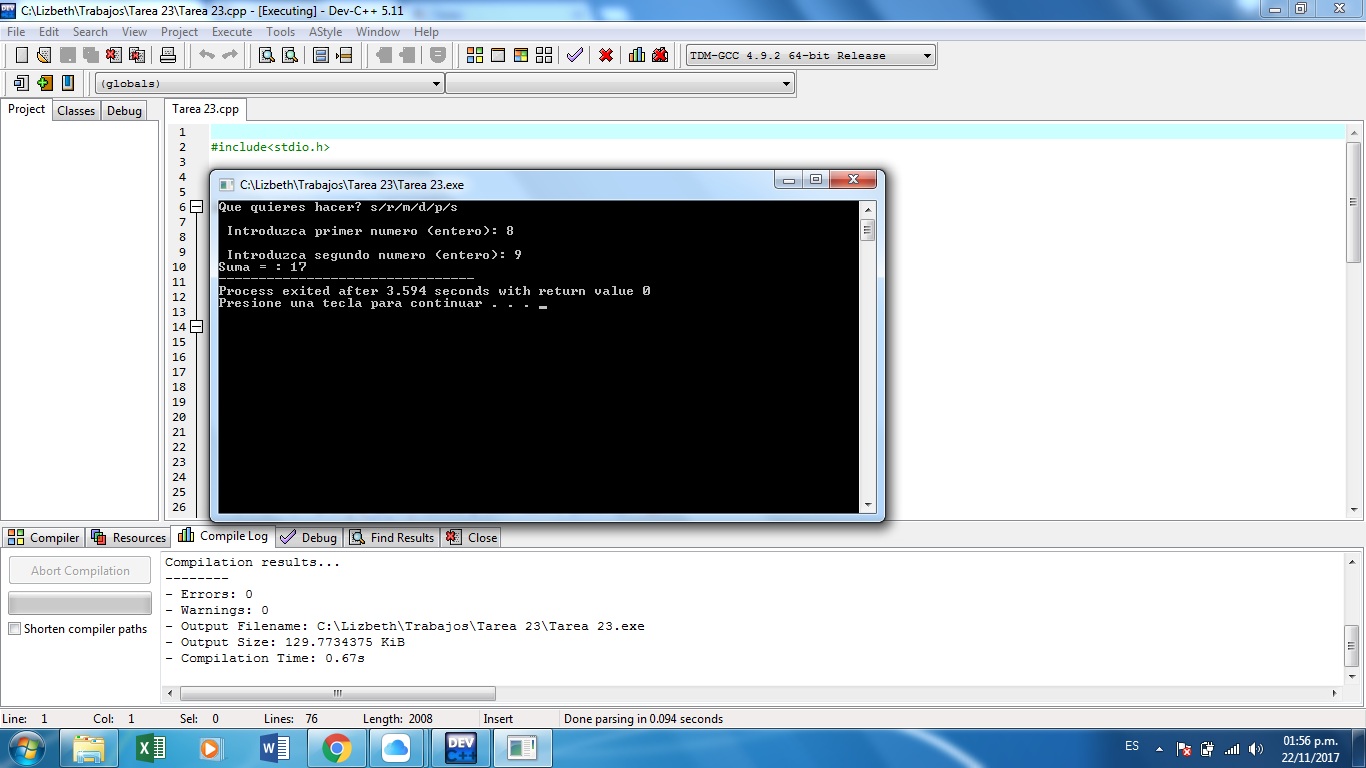 C:\Lizbeth\Trabajos\Tarea 23\Tarea 23.cpp - [Executing] - Dev-C++ 5.11
File Edit Search View Project Execute Tools AStyle Window Help
TDM-GCC 4.9.2 64-bit Release
(globals)
Project Classes Debug
Tarea 23.cpp
1
2 #include<stdio.h>
3
4
5
6
7
8
9
10
11
12
13
14
15
16
17
18
19
20
21
22
23
24
25
26
C:\Lizbeth\Trabajos\Tarea 23\Tarea 23.exe
Que quieres hacer? s/r/m/d/p/s
Introduzca primer numero (entero): 8
Introduzca segundo numero (entero): 9
Suma = : 17
--------------------------------
Process exited after 3.594 seconds with return value 0
Presione una tecla para continuar . . .
Compiler Resources Compile Log Debug Find Results Close
Abort Compilation
Shorten compiler paths
Compilation results...
--------
- Errors: 0
- Warnings: 0
- Output Filename: C:\Lizbeth\Trabajos\Tarea 23\Tarea 23.exe
- Output Size: 129.7734375 KiB
- Compilation Time: 0.67s
Line: 1 Col: 1 Sel: 0 Lines: 76 Length: 2008 Insert Done parsing in 0.094 seconds
DEV C++
ES
01:56 p.m.
22/11/2017